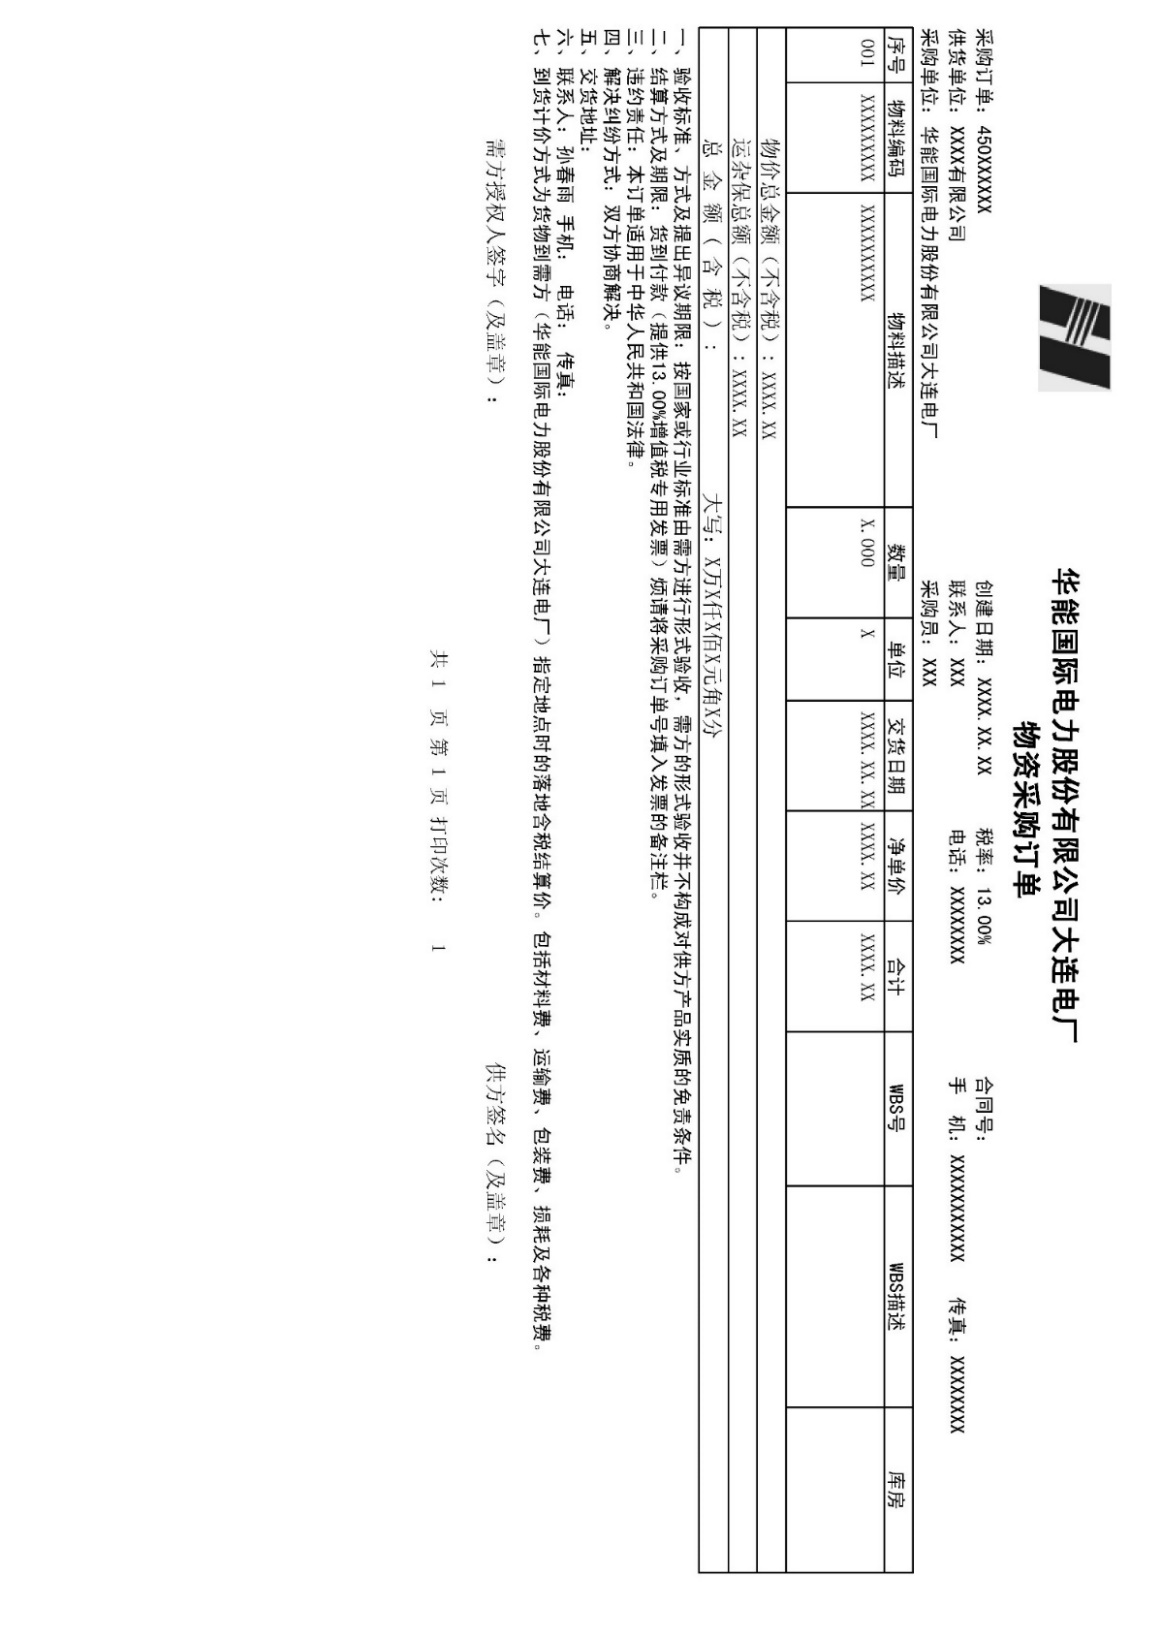 华能国际电力股份有限公司大连电厂
物资采购订单
采购订单：450XXXXXXX 创建日期：XXXX.XX.XX 税率：13.00% 合同号：
供货单位：XXXX有限公司 联系人：XXX 电话：XXXXXXXX 手 机：XXXXXXXXXXX 传真：XXXXXXXX
采购单位：华能国际电力股份有限公司大连电厂 采购员：XXX
序号 物料编码 物料描述 数量 单位 交货日期 净单价 合计 WBS号 WBS描述 库房
001 XXXXXXXXX XXXXXXXXXX X.000 X XXXX.XX.XX XXXX.XX XXXX.XX
物价总金额（不含税）：XXXX.XX
运杂保总额（不含税）：XXXX.XX
总 金 额（ 含 税 ）： 大写：X万X仟X佰X元角X分
一、验收标准、方式及提出异议期限：按国家或行业标准由需方进行形式验收，需方的形式验收并不构成对供方产品实质的免责条件。
二、结算方式及期限：货到付款（提供13.00%增值税专用发票）烦请将采购订单号填入发票的备注栏。
三、违约责任：本订单适用于中华人民共和国法律。
四、解决纠纷方式：双方协商解决。
五、交货地址：
六、联系人：孙春雨 手机： 电话： 传真：
七、到货计价方式为货物到需方（华能国际电力股份有限公司大连电厂）指定地点时的落地含税结算价。包括材料费、运输费、包装费、损耗及各种税费。
需方授权人签字（及盖章）： 供方签名（及盖章）：
共 1 页 第 1 页 打印次数： 1